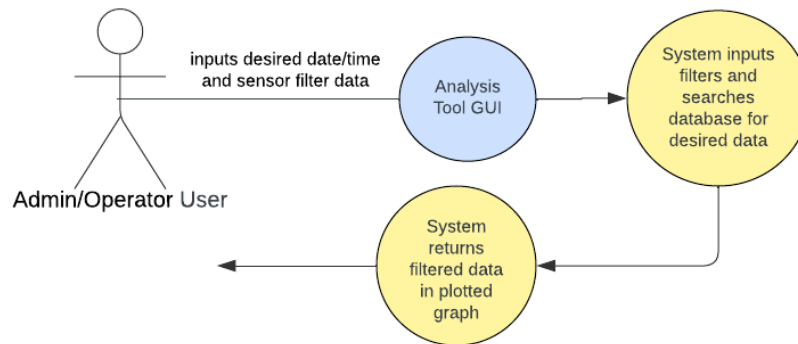 inputs desired date/time
and sensor filter data
Analysis
Tool GUI
System inputs
filters and
searches
database for
desired data
Admin/Operator User
System
returns
filtered data
in plotted
graph